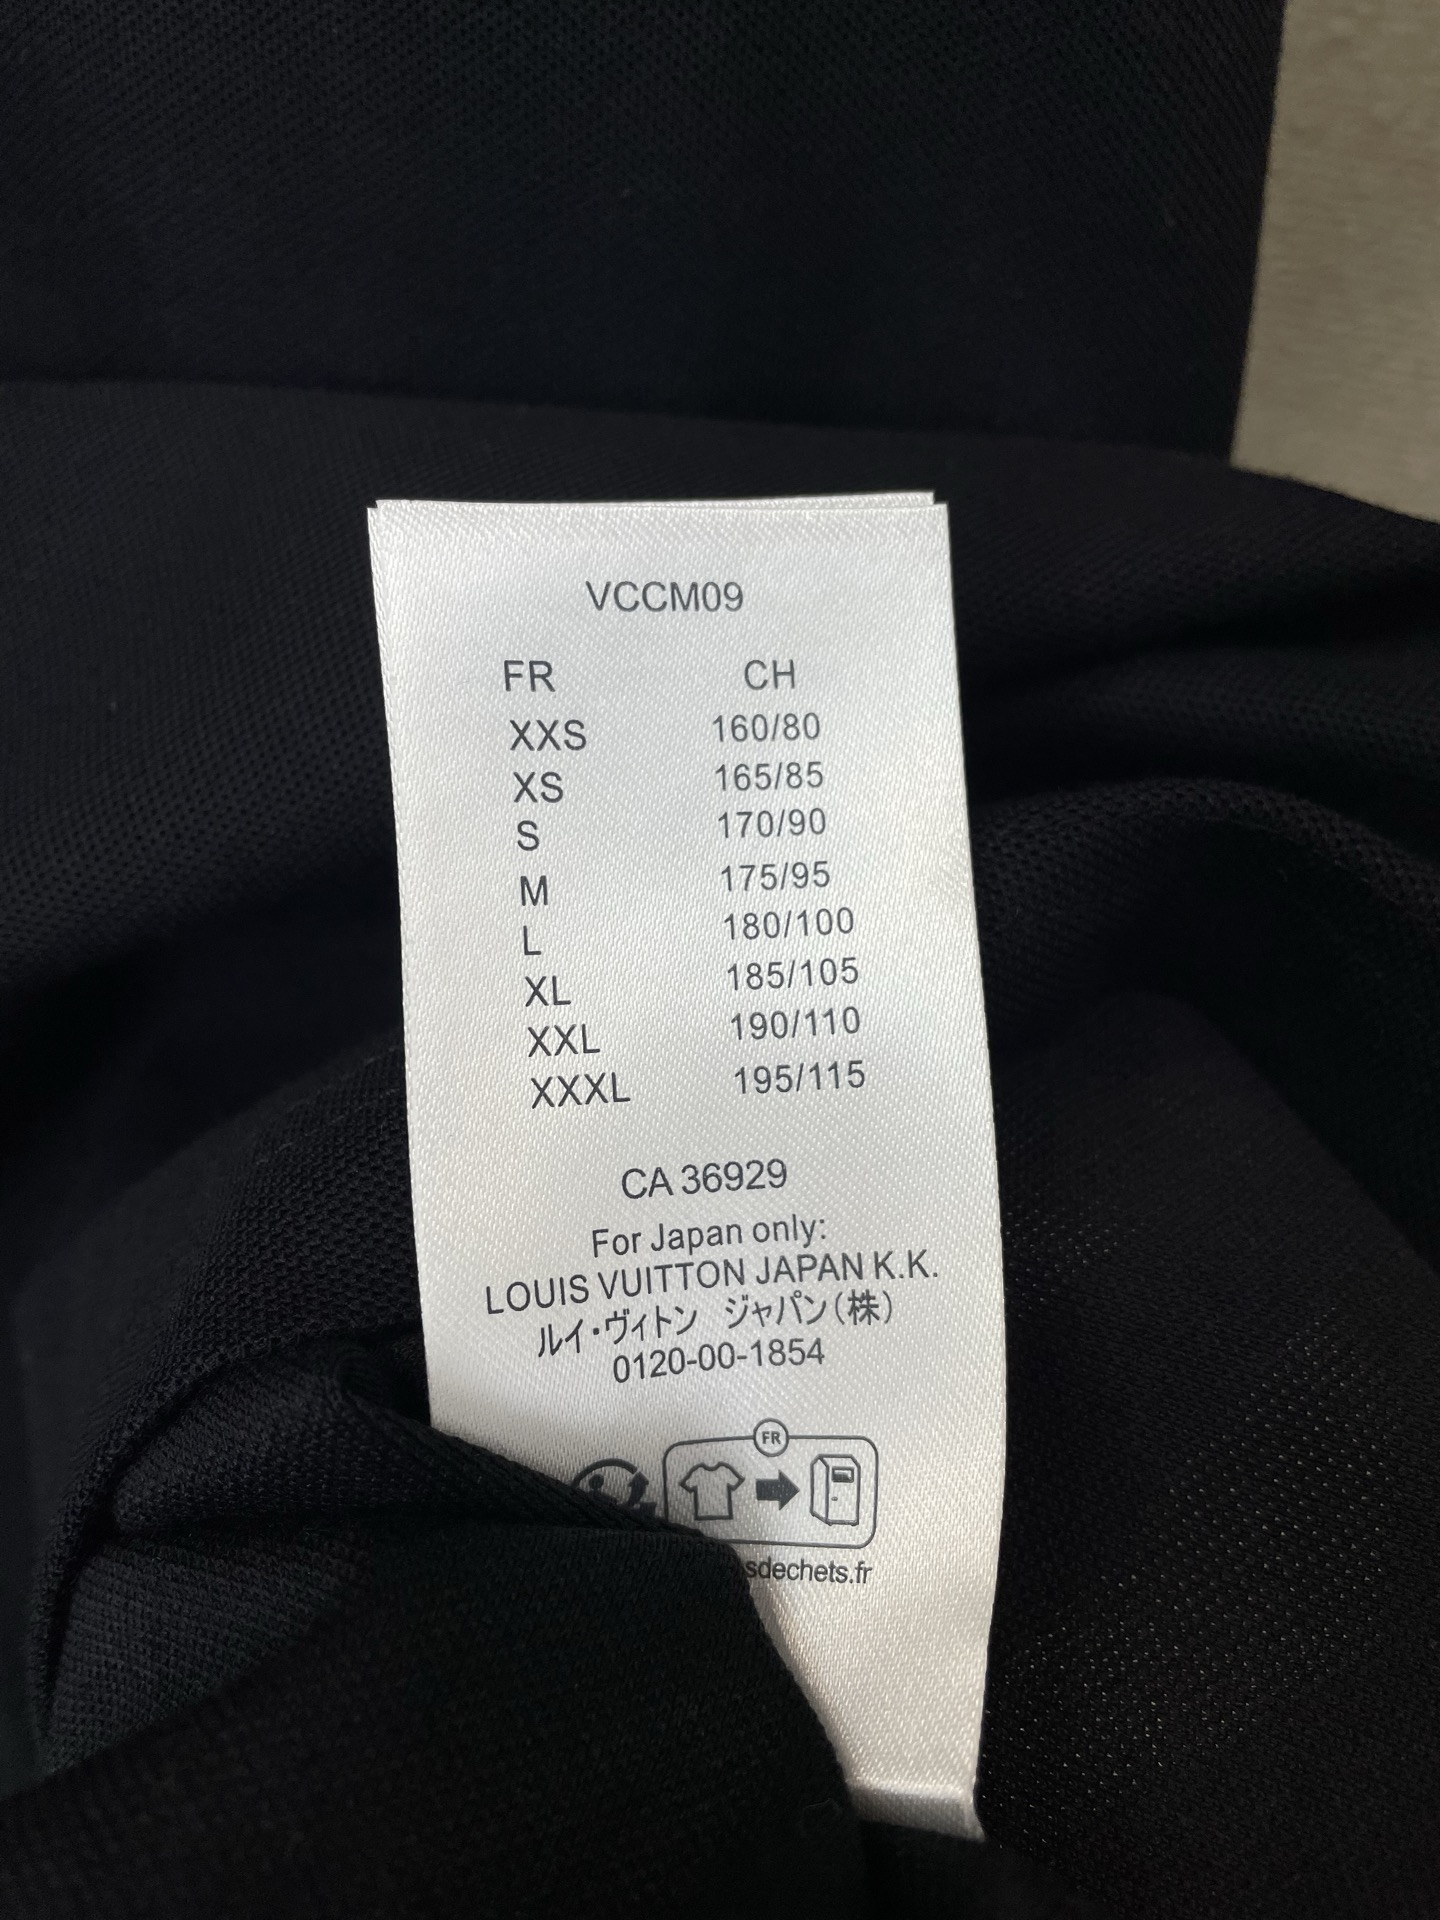 VCCM09
FR CH
XXS 160/80
XS 165/85
S 170/90
M 175/95
L 180/100
XL 185/105
XXL 190/110
XXXL 195/115
CA 36929
For Japan only:
LOUIS VUITTON JAPAN K.K.
ルイ・ヴィトン ジャパン(株)
0120-00-1854
FR
sdechets.fr